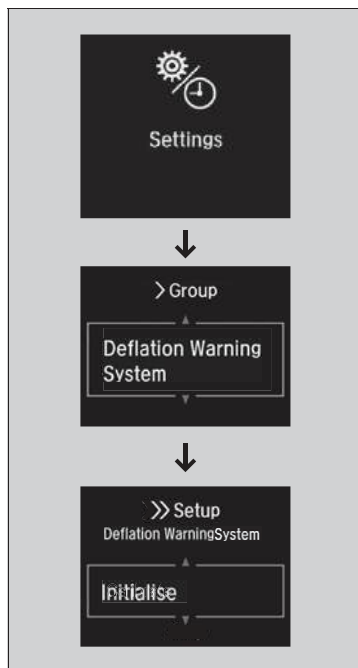 Settings
> Group
Deflation Warning
System
>> Setup
Deflation WarningSystem
Initialise